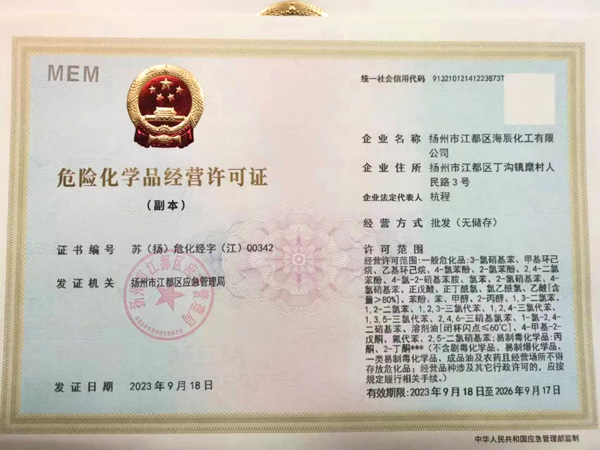 MEM
危险化学品经营许可证
（副本）
证书编号 苏（扬）危化经字（江）00342
发证机关 扬州市江都区应急管理局
扬州市江都区应急管理局
发证日期 2023年9月18日
统一社会信用代码 91321012141223873T
企业名称 扬州市江都区海辰化工有限
公司
企业住所 扬州市江都区丁沟镇麾村人
民路3号
企业法定代表人 杭程
经营方式 批发（无储存）
许可范围
经营许可范围:一般危化品:3-氯硝基苯、甲基环己
烷、乙基环己烷、4-氯苯酚、2-氯苯酚、2,4-二氯
苯酚、4-氯-2-硝基苯胺、氯苯、2-氯硝基苯、4-氯
硝基苯、正戊酸、正丁醛、氯乙酸、乙酸[含
量>80%]、苯酚、苯、甲醇、2-丙醇、1,3-二氯苯、
1,2-二氯苯、1,2,3-三氯代苯、1,2,4-三氯代苯、
1,3,5-三氯代苯、2,4,6-三硝基氯苯、1-氯-2,4-
二硝基苯、溶剂油[闭杯闪点≤60℃]、4-甲基-2-
戊酮、氟代苯、2,5-二氯硝基苯;易制毒化学品:丙
酮、2-丁酮***（不含剧毒化学品、易制爆化学品、
一类易制毒化学品、成品油及农药且经营场所不得
存放危化品；经营品种涉及其它行政许可的，应按
规定履行相关手续。）
有效期限:2023年9月18日至2026年9月17日
中华人民共和国应急管理部监制